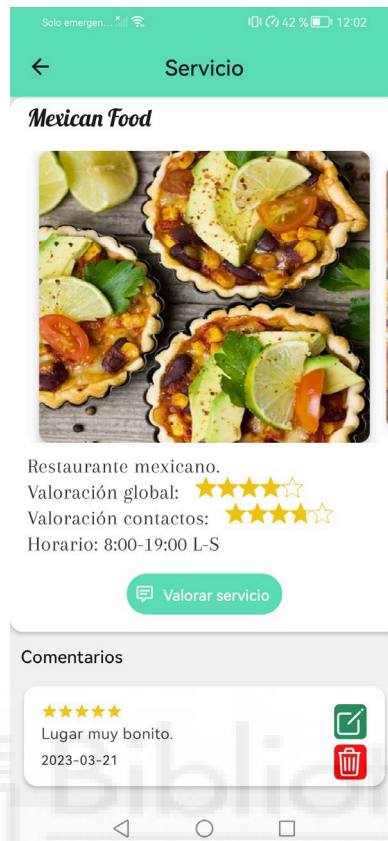 Solo emergen...
42 %
12:02
Servicio
Mexican Food
Restaurante mexicano.
Valoración global:
Valoración contactos:
Horario: 8:00-19:00 L-S
Valorar servicio
Comentarios
Lugar muy bonito.
2023-03-21